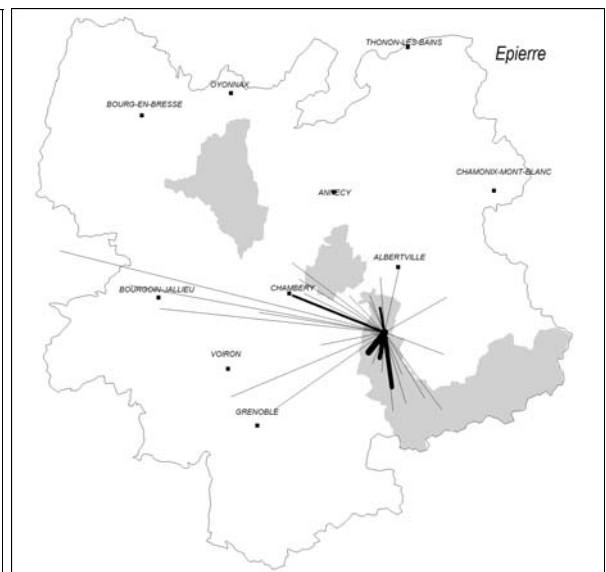 THONON-LES-BAINS
Epierre
OYONNAX
BOURG-EN-BRESSE
CHAMONIX-MONT-BLANC
ANNECY
ALBERTVILLE
CHAMBERY
BOURGOIN-JALLIEU
VOIRON
GRENOBLE